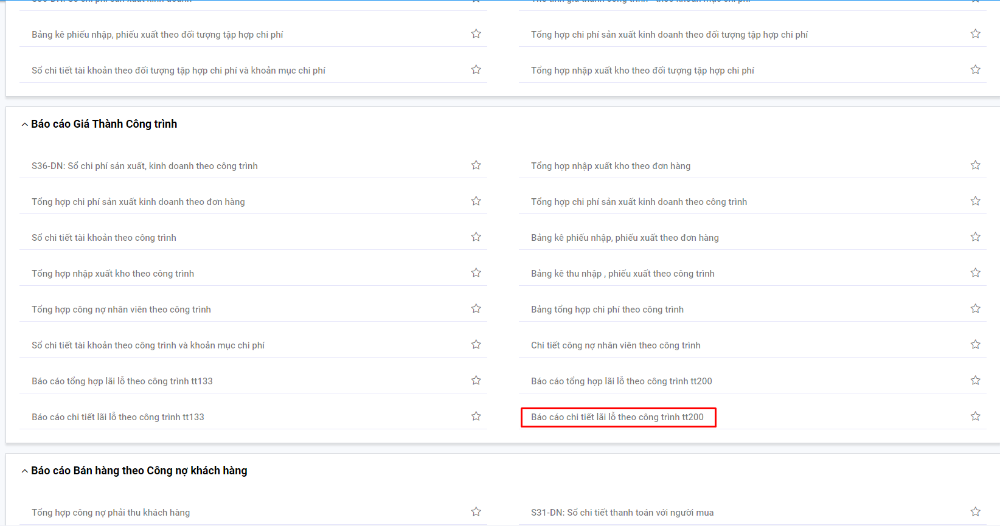 Bảng kê phiếu nhập, phiếu xuất theo đối tượng tập hợp chi phí
Tổng hợp chi phí sản xuất kinh doanh theo đối tượng tập hợp chi phí
Sổ chi tiết tài khoản theo đối tượng tập hợp chi phí và khoản mục chi phí
Tổng hợp nhập xuất kho theo đối tượng tập hợp chi phí
Báo cáo Giá Thành Công trình
S36-DN: Sổ chi phí sản xuất, kinh doanh theo công trình
Tổng hợp nhập xuất kho theo đơn hàng
Tổng hợp chi phí sản xuất kinh doanh theo đơn hàng
Tổng hợp chi phí sản xuất kinh doanh theo công trình
Sổ chi tiết tài khoản theo công trình
Bảng kê phiếu nhập, phiếu xuất theo đơn hàng
Tổng hợp nhập xuất kho theo công trình
Bảng kê thu nhập , phiếu xuất theo công trình
Tổng hợp công nợ nhân viên theo công trình
Bảng tổng hợp chi phí theo công trình
Sổ chi tiết tài khoản theo công trình và khoản mục chi phí
Chi tiết công nợ nhân viên theo công trình
Báo cáo tổng hợp lãi lỗ theo công trình tt133
Báo cáo tổng hợp lãi lỗ theo công trình tt200
Báo cáo chi tiết lãi lỗ theo công trình tt133
Báo cáo chi tiết lãi lỗ theo công trình tt200
Báo cáo Bán hàng theo Công nợ khách hàng
Tổng hợp công nợ phải thu khách hàng
S31-DN: Sổ chi tiết thanh toán với người mua